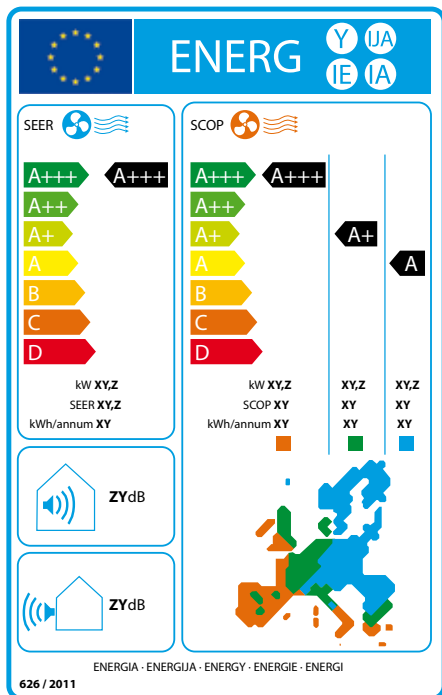 ENERG
Y IJA
IE IA
SEER
A+++ A+++
A++
A+
A
B
C
D
kW XY,Z
SEER XY,Z
kWh/annum XY
SCOP
A+++ A+++
A++
A+ A+
A A
B
C
D
kW XY,Z XY,Z XY,Z
SCOP XY XY XY
kWh/annum XY XY XY
ZYdB
ZYdB
ENERGIA · ENERGIJA · ENERGY · ENERGIE · ENERGI
626 / 2011